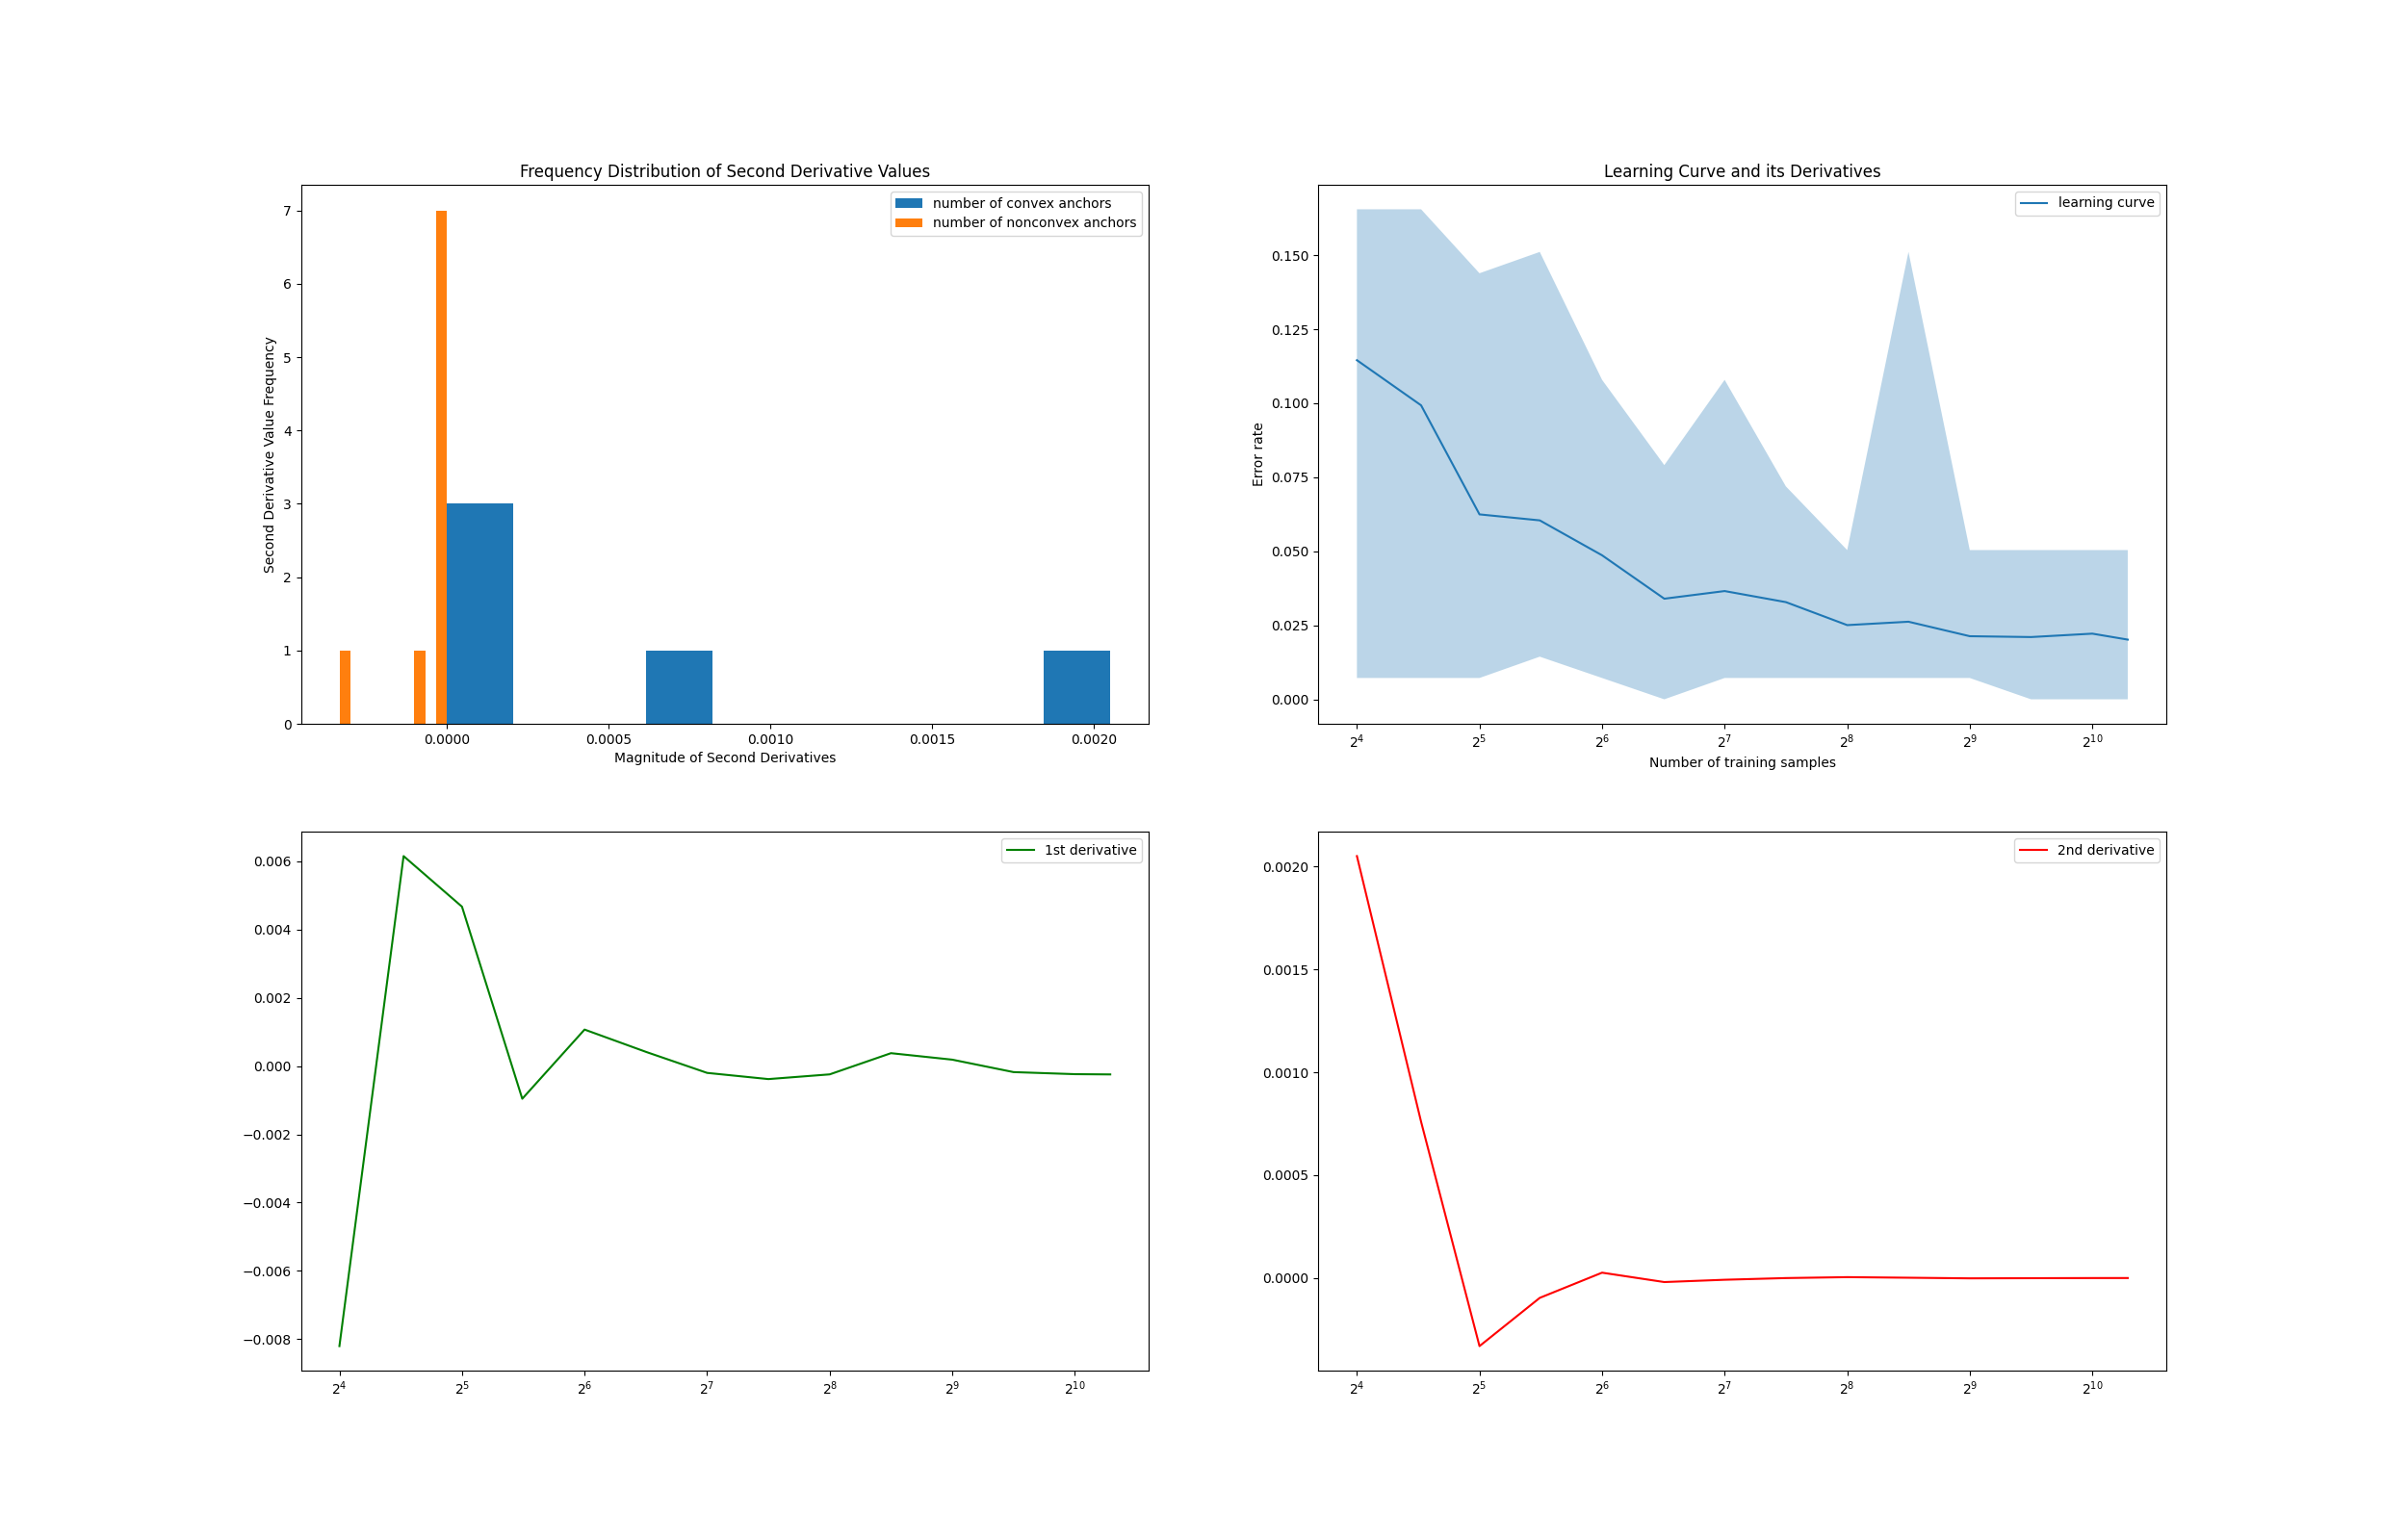 Frequency Distribution of Second Derivative Values
number of convex anchors
number of nonconvex anchors
7
6
5
4
3
2
1
0
Second Derivative Value Frequency
0.0000 0.0005 0.0010 0.0015 0.0020
Magnitude of Second Derivatives
Learning Curve and its Derivatives
learning curve
0.150
0.125
0.100
0.075
0.050
0.025
0.000
Error rate
2⁴ 2⁵ 2⁶ 2⁷ 2⁸ 2⁹ 2¹⁰
Number of training samples
1st derivative
0.006
0.004
0.002
0.000
−0.002
−0.004
−0.006
−0.008
2⁴ 2⁵ 2⁶ 2⁷ 2⁸ 2⁹ 2¹⁰
2nd derivative
0.0020
0.0015
0.0010
0.0005
0.0000
2⁴ 2⁵ 2⁶ 2⁷ 2⁸ 2⁹ 2¹⁰